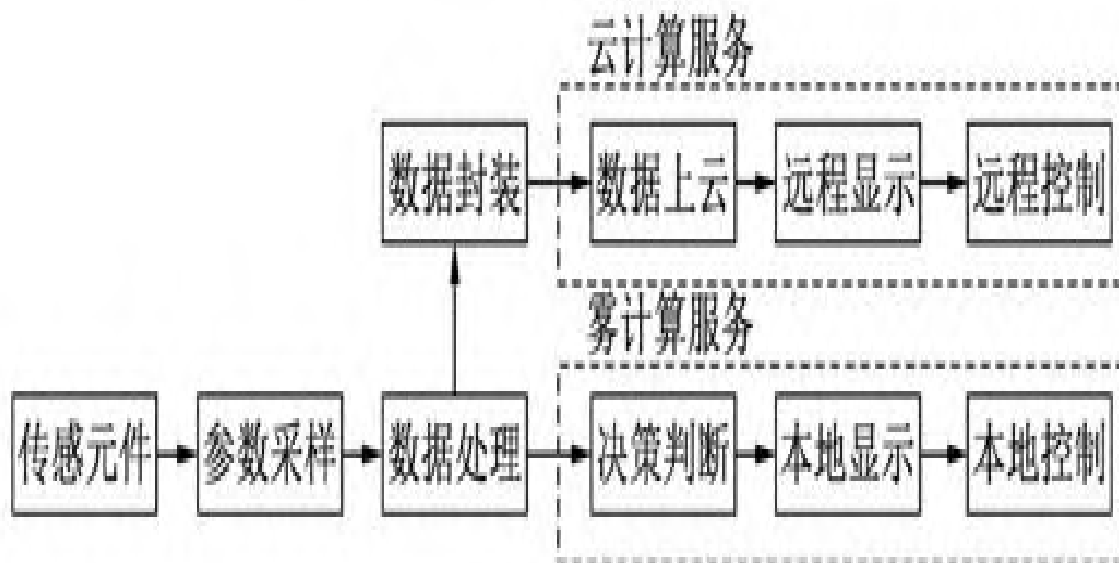 云计算服务
数据封装
数据上云
远程显示
远程控制
雾计算服务
传感元件
参数采样
数据处理
决策判断
本地显示
本地控制